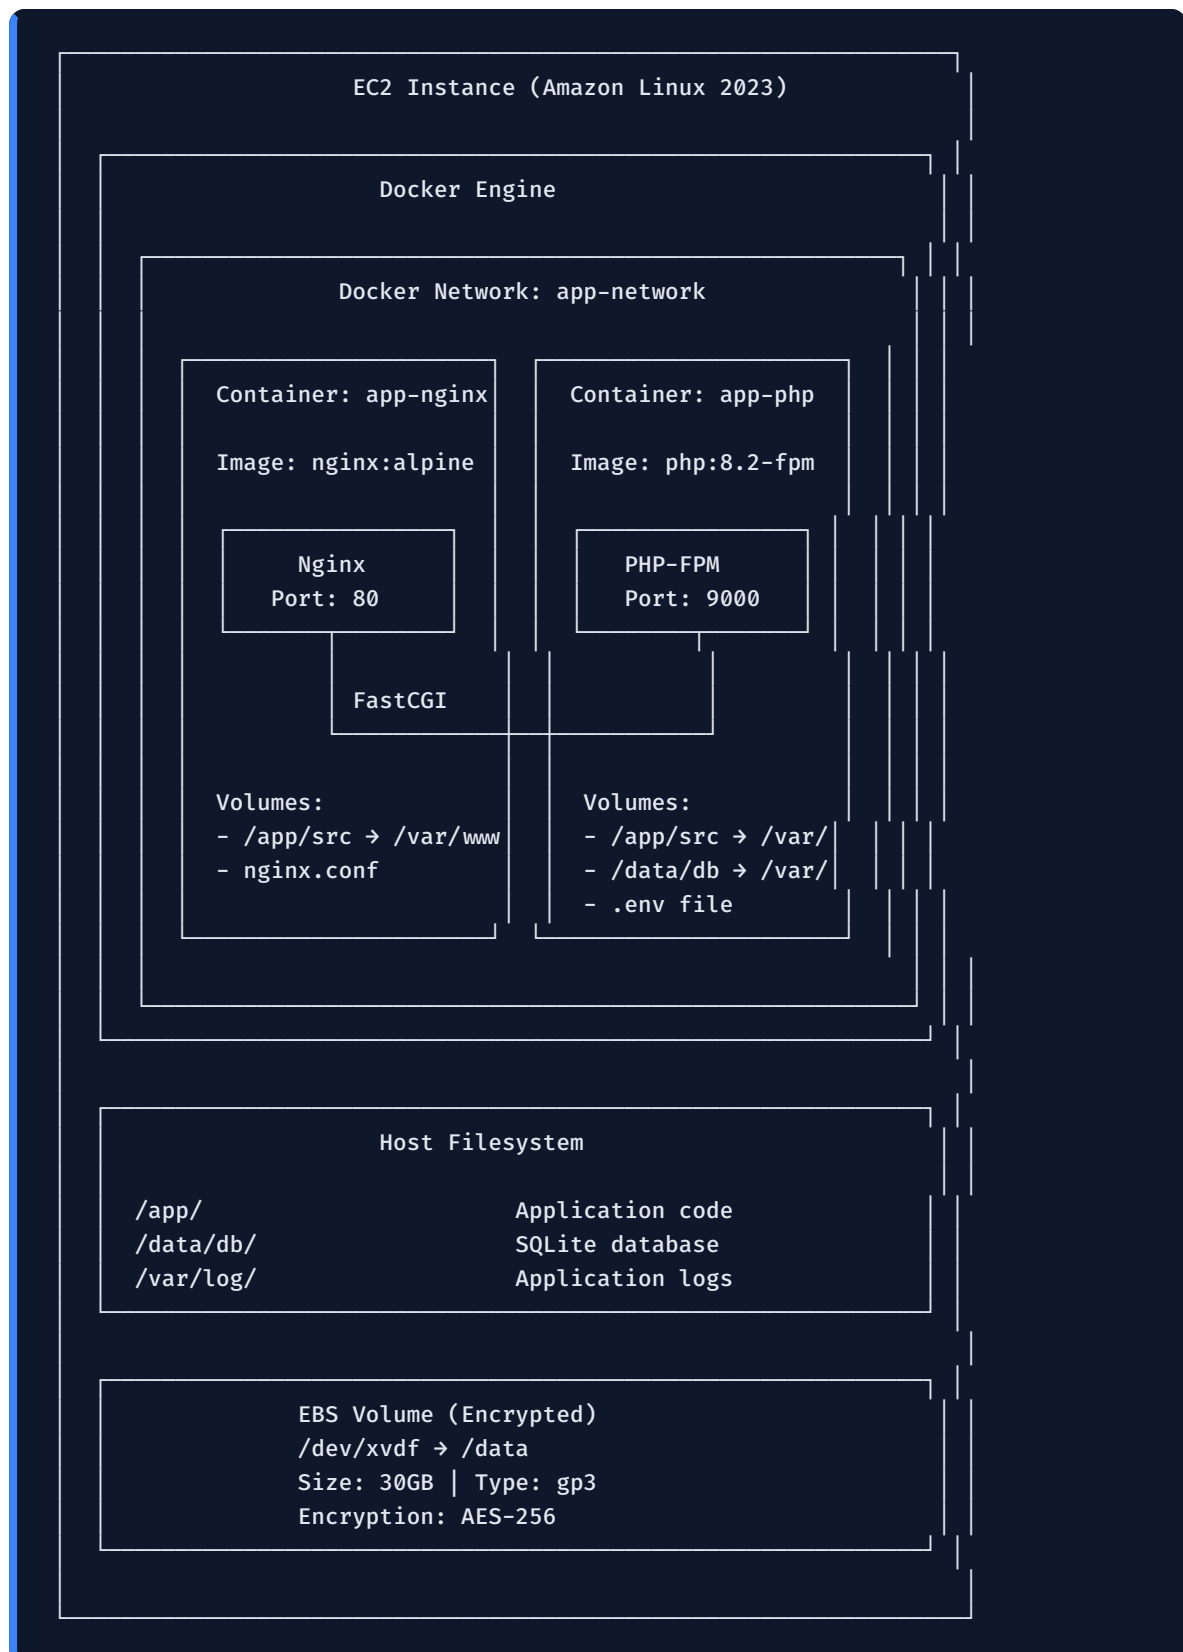 EC2 Instance (Amazon Linux 2023)
Docker Engine
Docker Network: app-network
Container: app-nginx
Image: nginx:alpine
Nginx
Port: 80
Container: app-php
Image: php:8.2-fpm
PHP-FPM
Port: 9000
FastCGI
Volumes:
- /app/src → /var/www
- nginx.conf
Volumes:
- /app/src → /var/
- /data/db → /var/
- .env file
Host Filesystem
/app/ Application code
/data/db/ SQLite database
/var/log/ Application logs
EBS Volume (Encrypted)
/dev/xvdf → /data
Size: 30GB │ Type: gp3
Encryption: AES-256